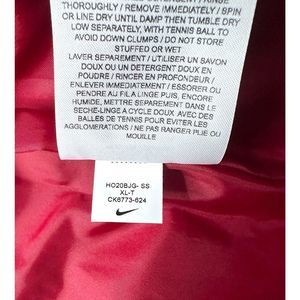 THOROUGHLY / REMOVE IMMEDIATELY / SPIN
OR LINE DRY UNTIL DAMP THEN TUMBLE DRY
LOW SEPARATELY, WITH TENNIS BALL TO
AVOID DOWN CLUMPS / DO NOT STORE
STUFFED OR WET
LAVER SEPAREMENT / UTILISER UN SAVON
DOUX OU UN DETERGENT DOUX EN
POUDRE / RINCER EN PROFONDEUR /
ENLEVER IMMEDIATEMENT / ESSORER OU
PENDRE AU FIL A LINGE PUIS, ENCORE
HUMIDE, METTRE SEPAREMENT DANS LE
SECHE-LINGE A CYCLE DOUX AVEC DES
BALLES DE TENNIS POUR EVITER LES
AGGLOMERATIONS / NE PAS RANGER PLIE OU
MOUILLE
HO20BJG- SS
XL-T
CK6773-624